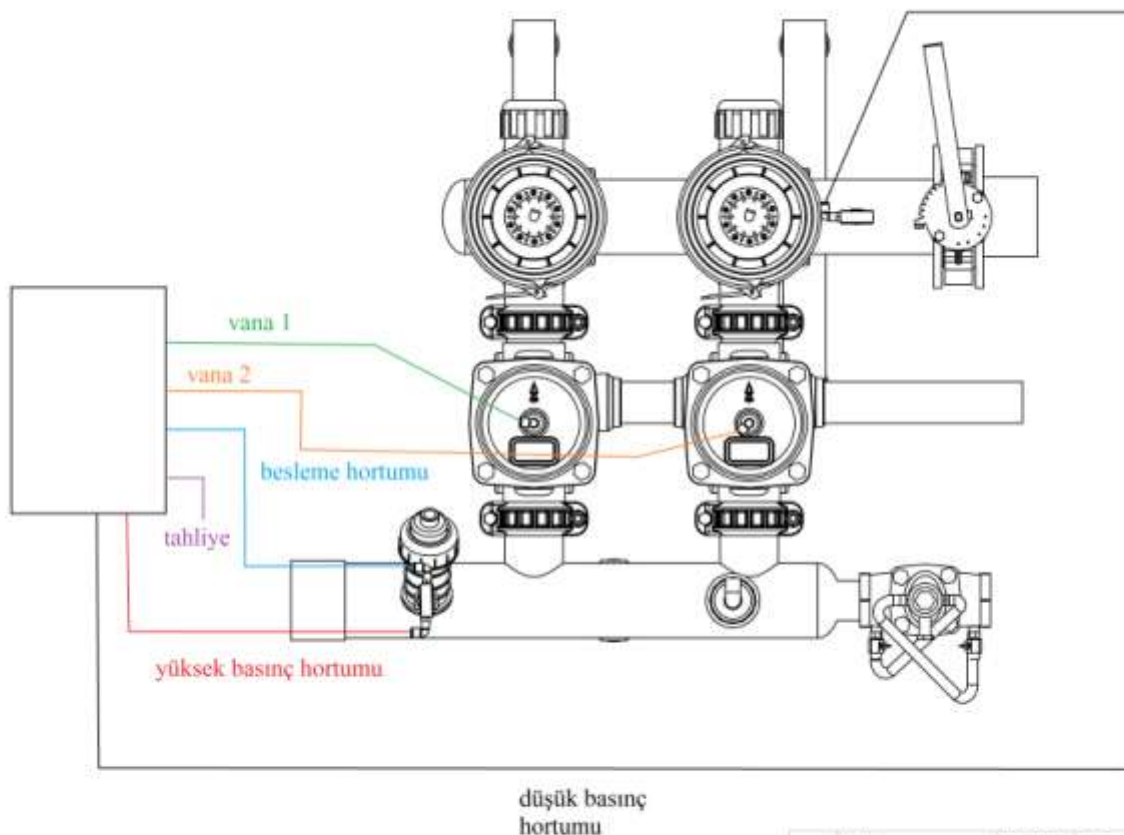 vana 1
vana 2
besleme hortumu
tahliye
yüksek basınç hortumu
düşük basınç
hortumu